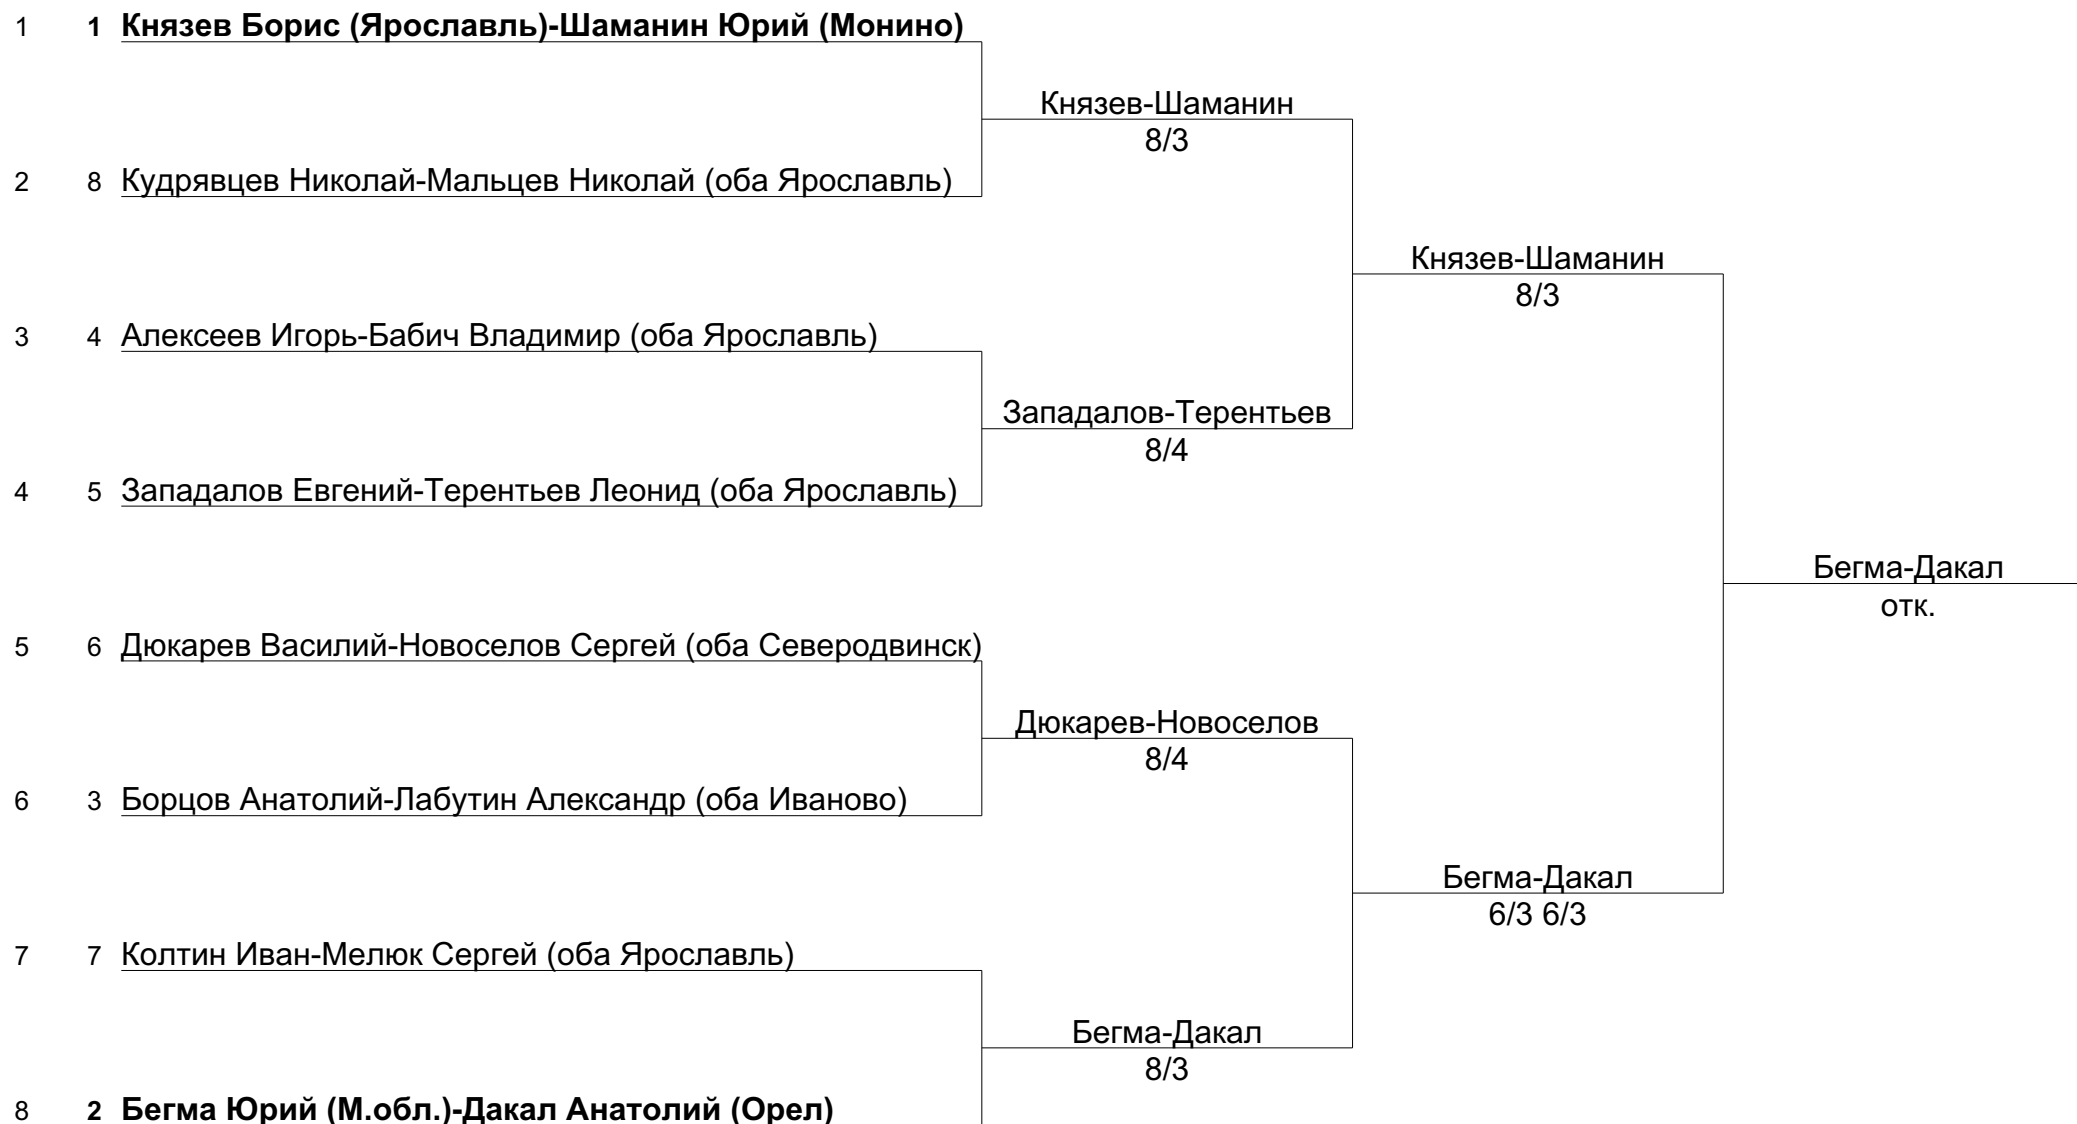 1 1 Князев Борис (Ярославль)-Шаманин Юрий (Монино)
Князев-Шаманин
8/3
2 8 Кудрявцев Николай-Мальцев Николай (оба Ярославль)
Князев-Шаманин
8/3
3 4 Алексеев Игорь-Бабич Владимир (оба Ярославль)
Западалов-Терентьев
8/4
4 5 Западалов Евгений-Терентьев Леонид (оба Ярославль)
Бегма-Дакал
отк.
5 6 Дюкарев Василий-Новоселов Сергей (оба Северодвинск)
Дюкарев-Новоселов
8/4
6 3 Борцов Анатолий-Лабутин Александр (оба Иваново)
Бегма-Дакал
6/3 6/3
7 7 Колтин Иван-Мелюк Сергей (оба Ярославль)
Бегма-Дакал
8/3
8 2 Бегма Юрий (М.обл.)-Дакал Анатолий (Орел)